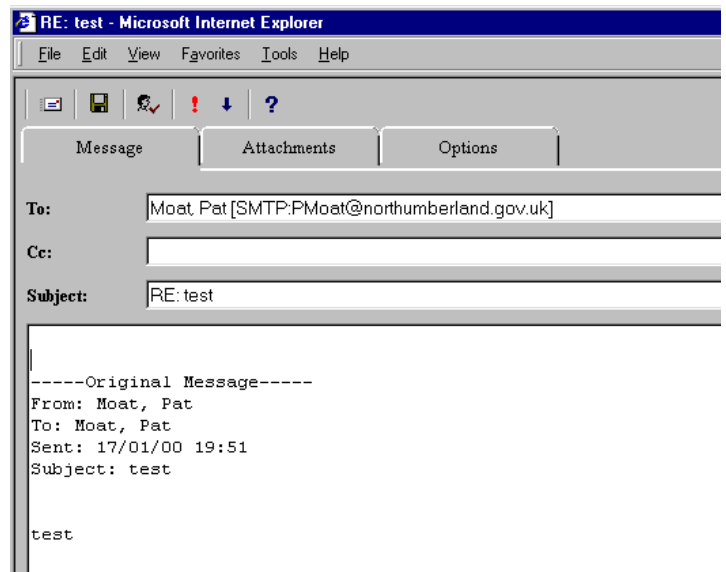 RE: test - Microsoft Internet Explorer
File Edit View Favorites Tools Help
Message Attachments Options
To: Moat, Pat [SMTP:PMoat@northumberland.gov.uk]
Cc:
Subject: RE: test
-----Original Message-----
From: Moat, Pat
To: Moat, Pat
Sent: 17/01/00 19:51
Subject: test
test